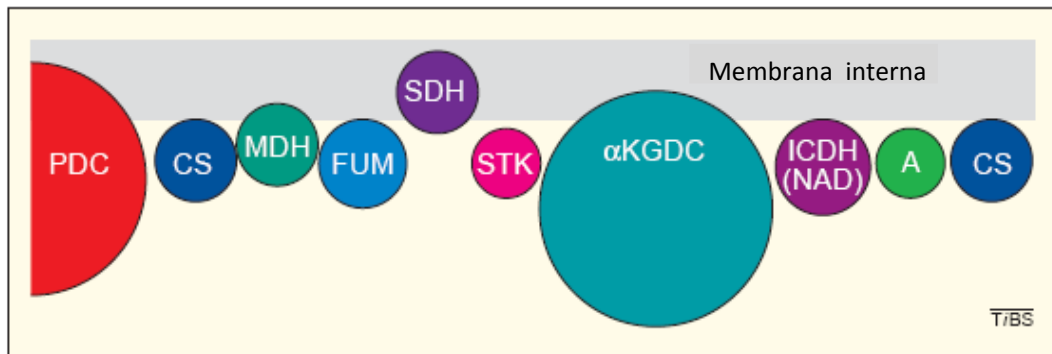 Membrana interna
SDH
PDC
CS
MDH
FUM
STK
αKGDC
ICDH
(NAD)
A
CS
TiBS